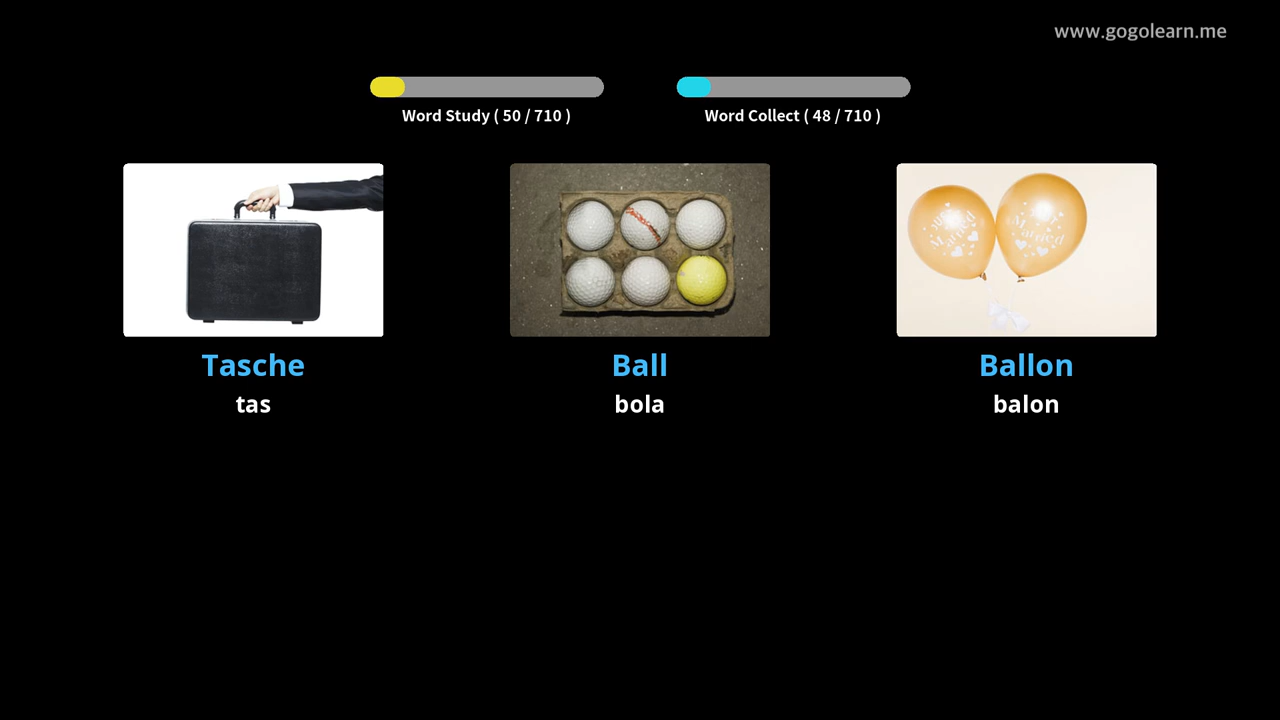 www.gogolearn.me
Word Study ( 50 / 710 )
Word Collect ( 48 / 710 )
Tasche
Ball
Ballon
tas
bola
balon